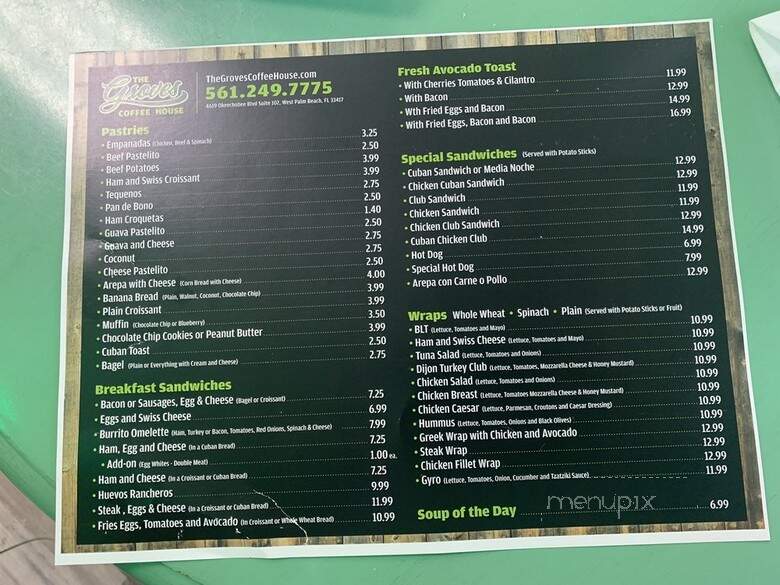 THE
Groves
COFFEE HOUSE
TheGrovesCoffeeHouse.com
561.249.7775
4619 Okeechobee Blvd Suite 102, West Palm Beach, FL 33417
Pastries
• Empanadas (Chicken, Beef & Spinach) 3.25
• Beef Pastelito 2.50
• Beef Potatoes 3.99
• Ham and Swiss Croissant 3.99
• Tequenos 2.75
• Pan de Bono 2.50
• Ham Croquetas 1.40
• Guava Pastelito 2.50
• Guava and Cheese 2.75
• Coconut 2.75
• Cheese Pastelito 2.50
• Arepa with Cheese (Corn Bread with Cheese) 4.00
• Banana Bread (Plain, Walnut, Coconut, Chocolate Chip) 3.99
• Plain Croissant 3.99
• Muffin (Chocolate Chip or Blueberry) 3.50
• Chocolate Chip Cookies or Peanut Butter 3.99
• Cuban Toast 2.50
• Bagel (Plain or Everything with Cream and Cheese) 2.75
Breakfast Sandwiches
• Bacon or Sausages, Egg & Cheese (Bagel or Croissant) 7.25
• Eggs and Swiss Cheese 6.99
• Burrito Omelette (Ham, Turkey or Bacon, Tomatoes, Red Onions, Spinach & Cheese) 7.99
• Ham, Egg and Cheese (In a Cuban Bread) 7.25
• Add-on (Egg Whites - Double Meat) 1.00 ea.
• Ham and Cheese (In a Croissant or Cuban Bread) 7.25
• Huevos Rancheros 9.99
• Steak , Eggs & Cheese (In a Croissant or Cuban Bread) 11.99
• Fries Eggs, Tomatoes and Avocado (In Croissant or Whole Wheat Bread) 10.99
Fresh Avocado Toast
• With Cherries Tomatoes & Cilantro 11.99
• With Bacon 12.99
• Wth Fried Eggs and Bacon 14.99
• With Fried Eggs, Bacon and Bacon 16.99
Special Sandwiches (Served with Potato Sticks)
• Cuban Sandwich or Media Noche 12.99
• Chicken Cuban Sandwich 12.99
• Club Sandwich 11.99
• Chicken Sandwich 11.99
• Chicken Club Sandwich 12.99
• Cuban Chicken Club 14.99
• Hot Dog 6.99
• Special Hot Dog 7.99
• Arepa con Carne o Pollo 12.99
Wraps Whole Wheat • Spinach • Plain (Served with Potato Sticks or Fruit)
• BLT (Lettuce, Tomatoes and Mayo) 10.99
• Ham and Swiss Cheese (Lettuce, Tomatoes and Mayo) 10.99
• Tuna Salad (Lettuce, Tomatoes and Onions) 10.99
• Dijon Turkey Club (Lettuce, Tomatoes, Mozzarella Cheese & Honey Mustard) 10.99
• Chicken Salad (Lettuce, Tomatoes and Onions) 10.99
• Chicken Breast (Lettuce, Tomatoes Mozzarella Cheese & Honey Mustard) 10.99
• Chicken Caesar (Lettuce, Parmesan, Croutons and Caesar Dressing) 10.99
• Hummus (Lettuce, Tomatoes, Onions and Black Olives) 10.99
• Greek Wrap with Chicken and Avocado 12.99
• Steak Wrap 12.99
• Chicken Fillet Wrap 12.99
• Gyro (Lettuce, Tomatoes, Onion, Cucumber and Tzatziki Sauce) 11.99
Soup of the Day 6.99
menupix